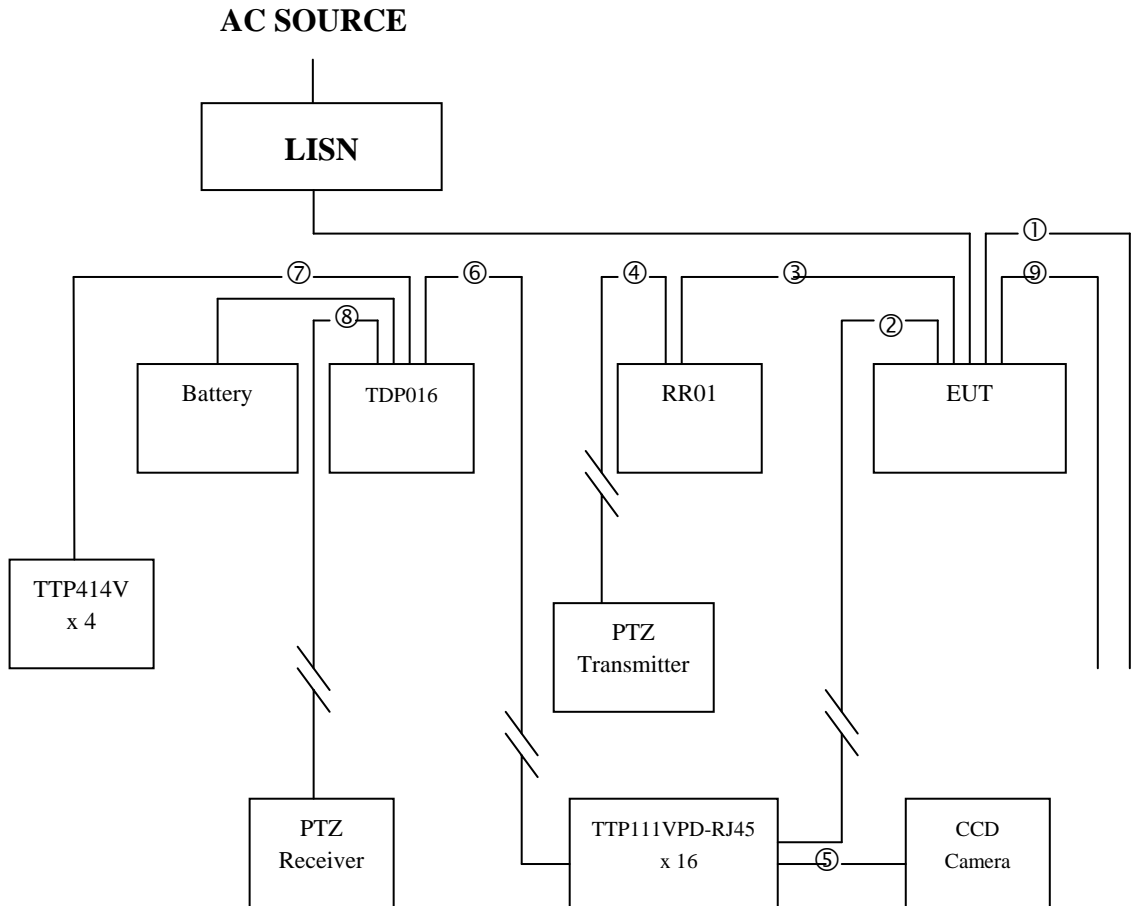 AC SOURCE
LISN
①
⑦
⑥
④
③
⑨
⑧
②
Battery
TDP016
RR01
EUT
TTP414V
x 4
PTZ
Transmitter
PTZ
Receiver
TTP111VPD-RJ45
x 16
⑤
CCD
Camera